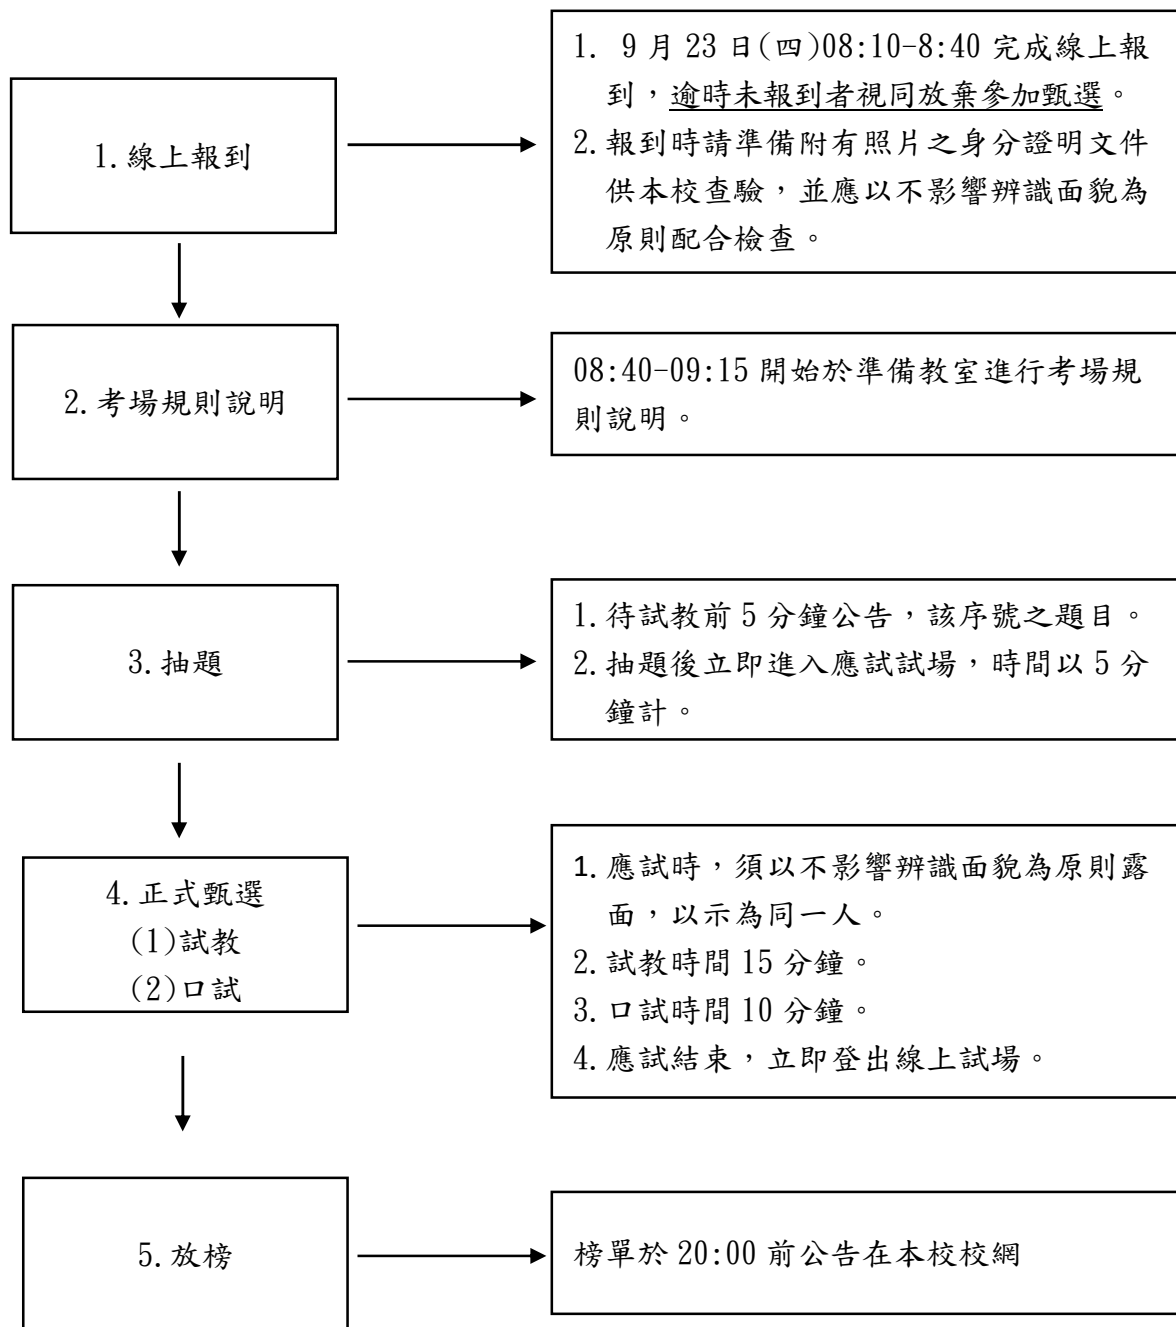 1.線上報到
1. 9月23日(四)08:10-8:40完成線上報
到，逾時未報到者視同放棄參加甄選。
2.報到時請準備附有照片之身分證明文件
供本校查驗，並應以不影響辨識面貌為
原則配合檢查。
2.考場規則說明
08:40-09:15開始於準備教室進行考場規
則說明。
3.抽題
1.待試教前5分鐘公告，該序號之題目。
2.抽題後立即進入應試試場，時間以5分
鐘計。
4.正式甄選
(1)試教
(2)口試
1.應試時，須以不影響辨識面貌為原則露
面，以示為同一人。
2.試教時間15分鐘。
3.口試時間10分鐘。
4.應試結束，立即登出線上試場。
5.放榜
榜單於20:00前公告在本校校網